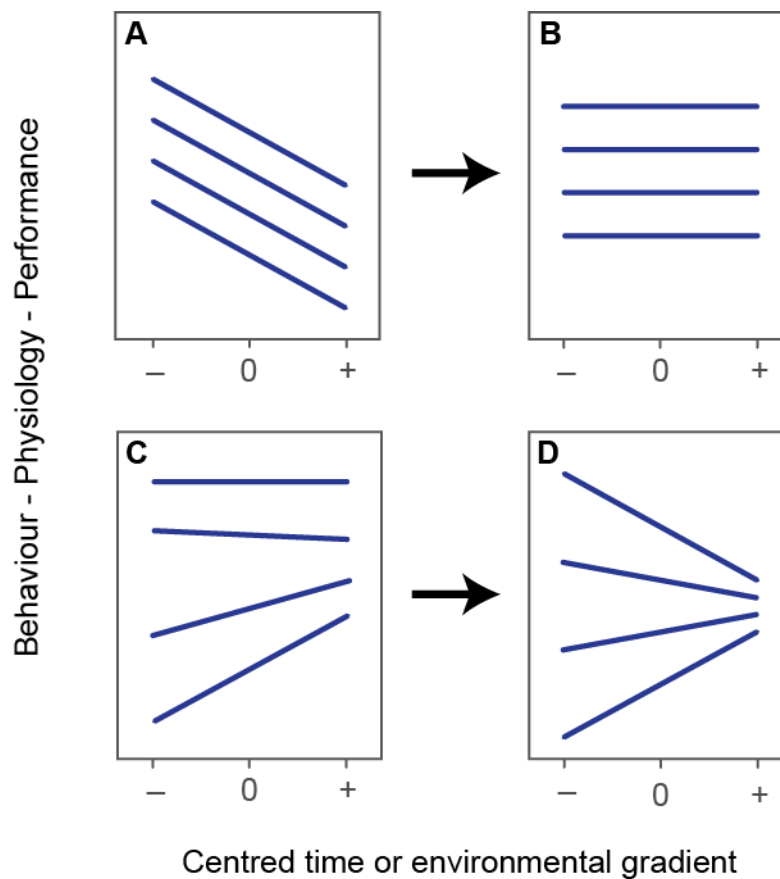 Behaviour - Physiology - Performance
A
B
– 0 +
– 0 +
C
D
– 0 +
– 0 +
Centred time or environmental gradient